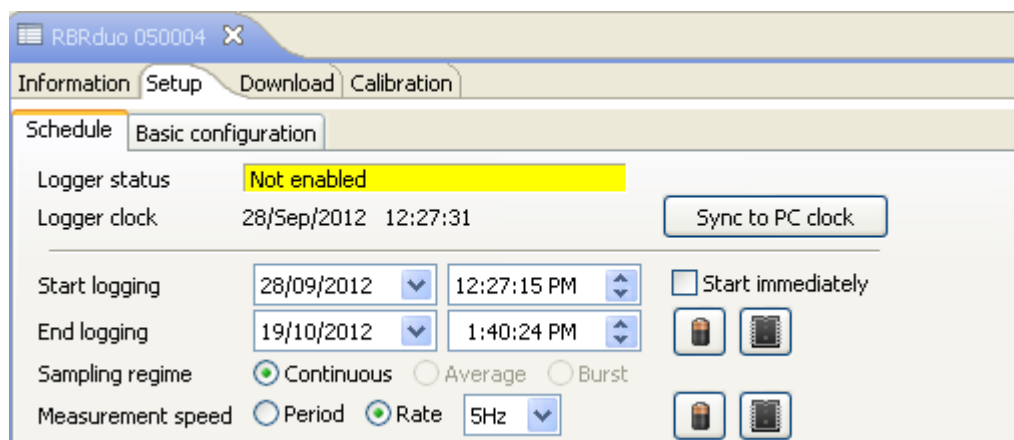 RBRduo 050004
Information Setup Download Calibration
Schedule Basic configuration
Logger status Not enabled
Logger clock 28/Sep/2012 12:27:31 Sync to PC clock
Start logging 28/09/2012 12:27:15 PM Start immediately
End logging 19/10/2012 1:40:24 PM
Sampling regime Continuous Average Burst
Measurement speed Period Rate 5Hz